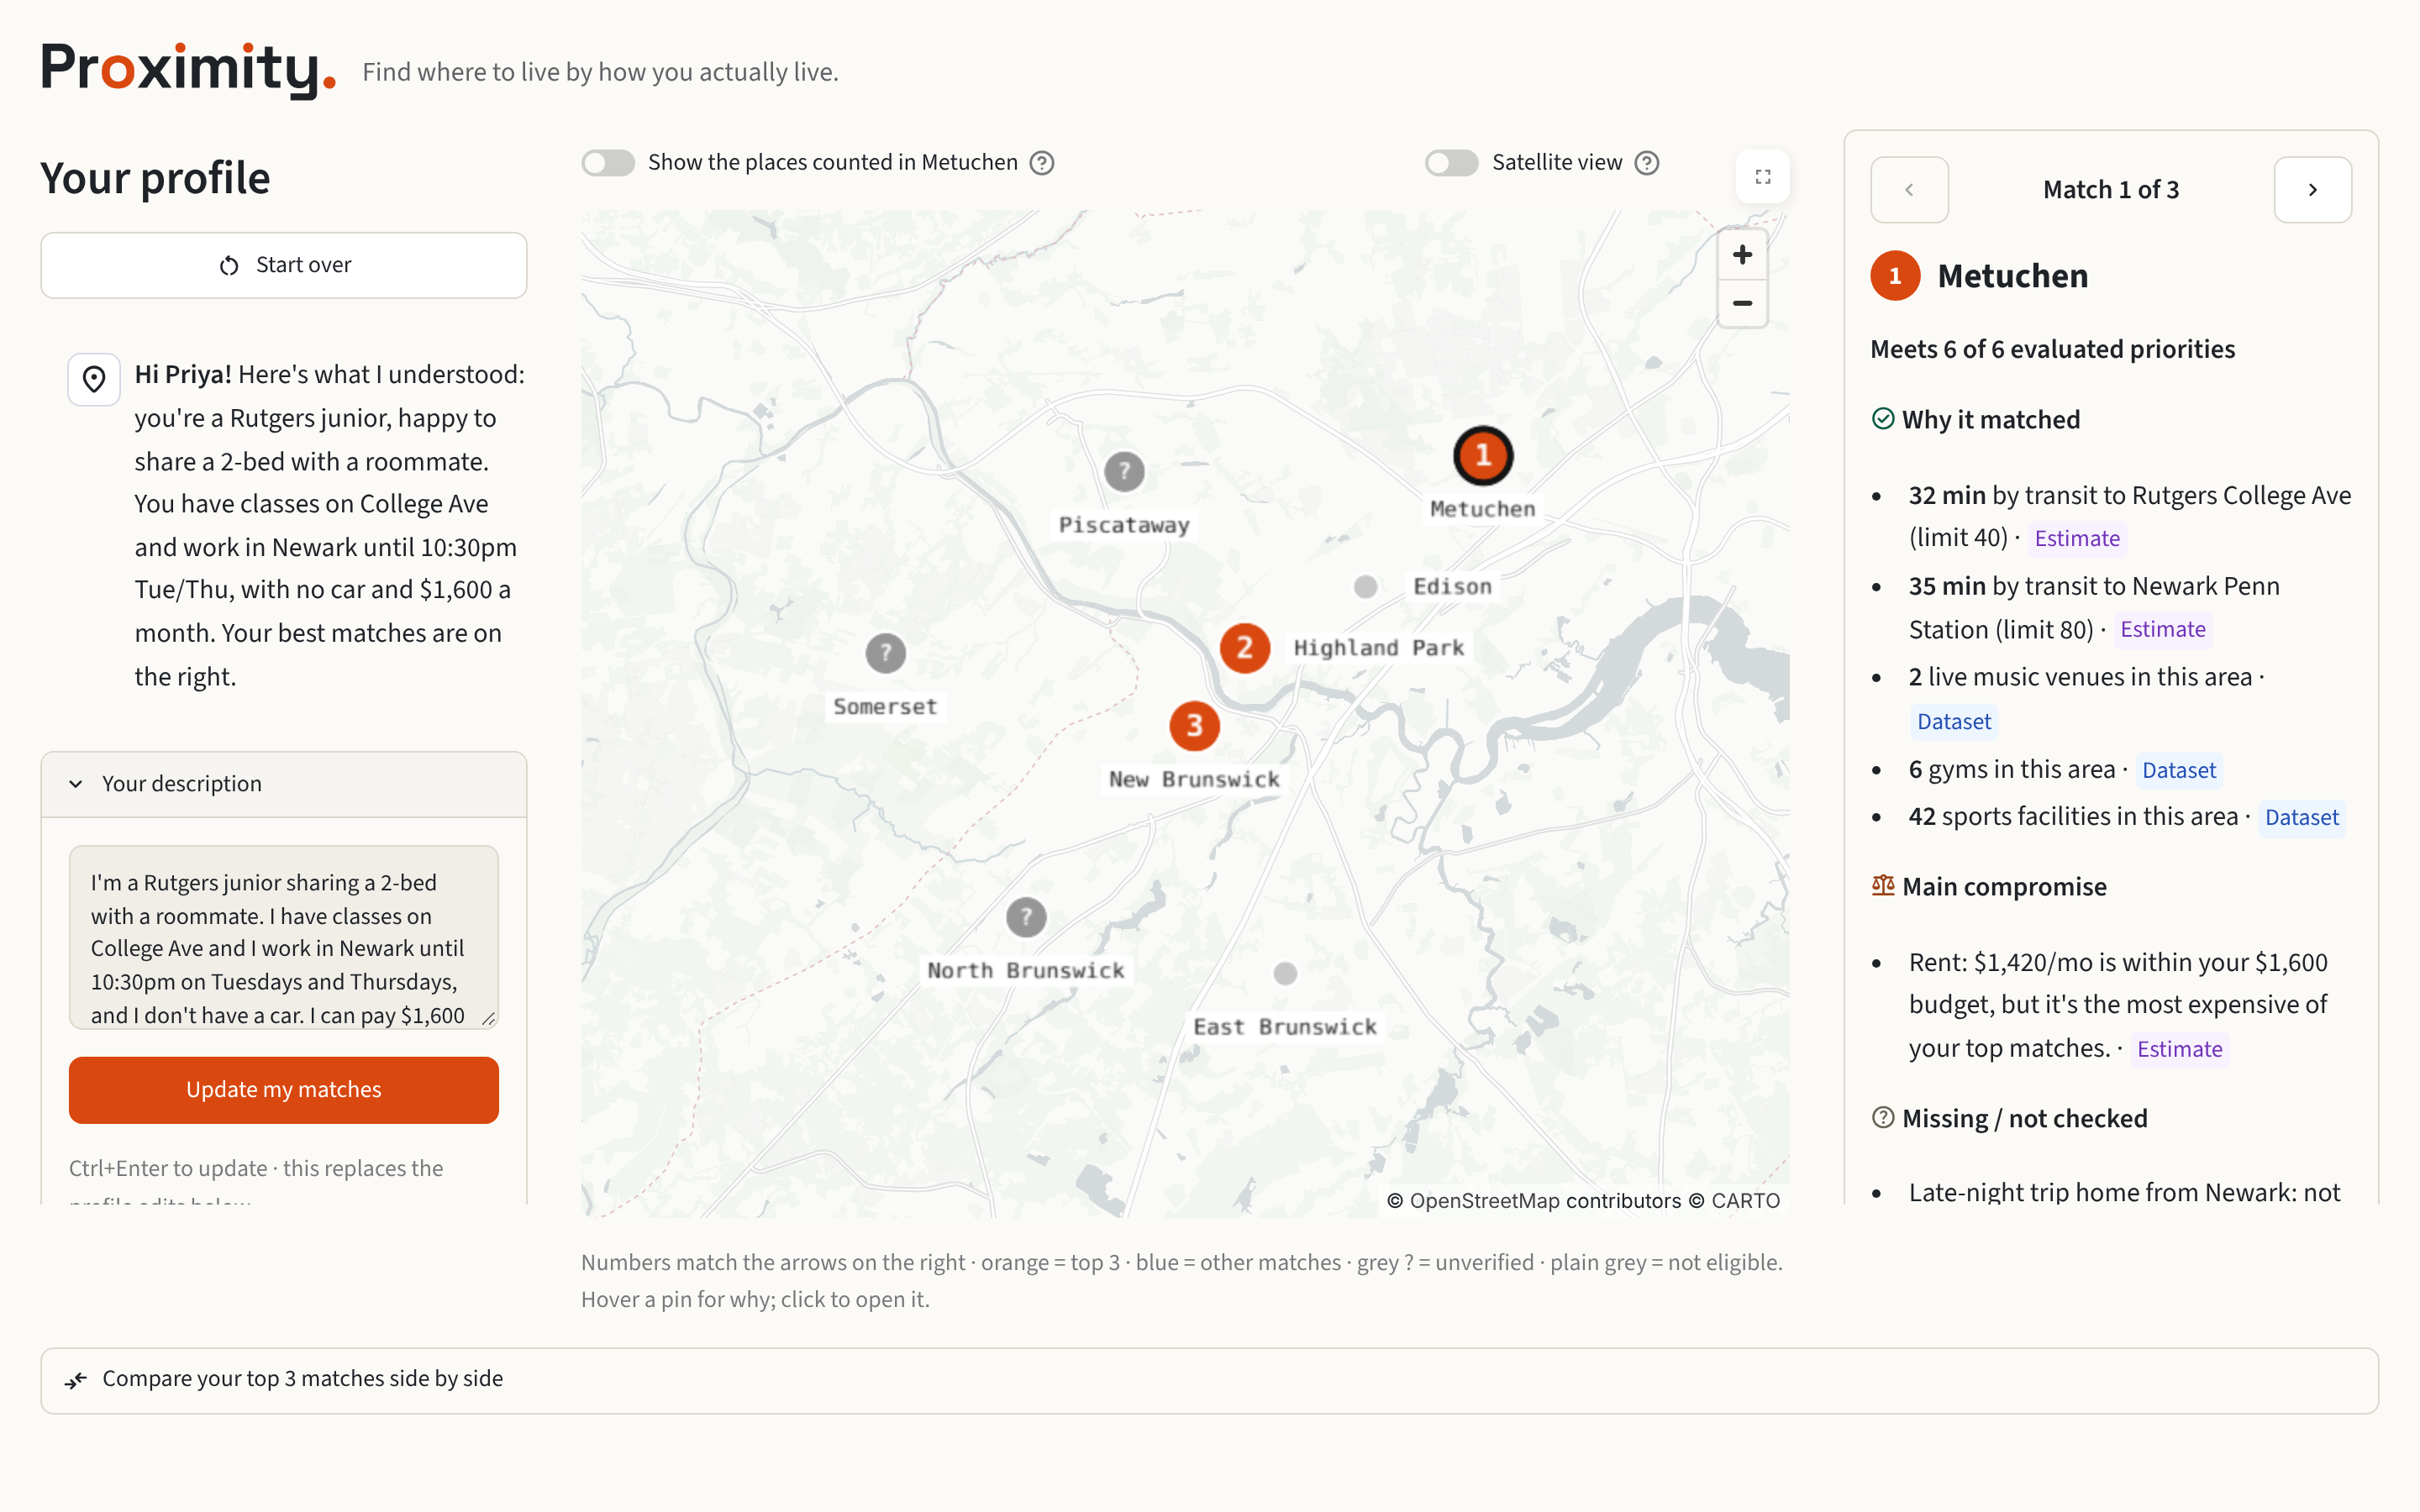 Proximity.
Find where to live by how you actually live.
Your profile
Start over
Hi Priya! Here's what I understood:
you're a Rutgers junior, happy to
share a 2-bed with a roommate.
You have classes on College Ave
and work in Newark until 10:30pm
Tue/Thu, with no car and $1,600 a
month. Your best matches are on
the right.
Your description
I'm a Rutgers junior sharing a 2-bed
with a roommate. I have classes on
College Ave and I work in Newark until
10:30pm on Tuesdays and Thursdays,
and I don't have a car. I can pay $1,600
Update my matches
Ctrl+Enter to update · this replaces the
profile edits below
Show the places counted in Metuchen ?
Satellite view ?
+
−
1
Metuchen
?
Piscataway
Edison
2
Highland Park
?
Somerset
3
New Brunswick
?
North Brunswick
East Brunswick
© OpenStreetMap contributors © CARTO
Numbers match the arrows on the right · orange = top 3 · blue = other matches · grey ? = unverified · plain grey = not eligible.
Hover a pin for why; click to open it.
Match 1 of 3
1 Metuchen
Meets 6 of 6 evaluated priorities
Why it matched
• 32 min by transit to Rutgers College Ave
(limit 40) · Estimate
• 35 min by transit to Newark Penn
Station (limit 80) · Estimate
• 2 live music venues in this area ·
Dataset
• 6 gyms in this area · Dataset
• 42 sports facilities in this area · Dataset
Main compromise
• Rent: $1,420/mo is within your $1,600
budget, but it's the most expensive of
your top matches. · Estimate
? Missing / not checked
• Late-night trip home from Newark: not
Compare your top 3 matches side by side